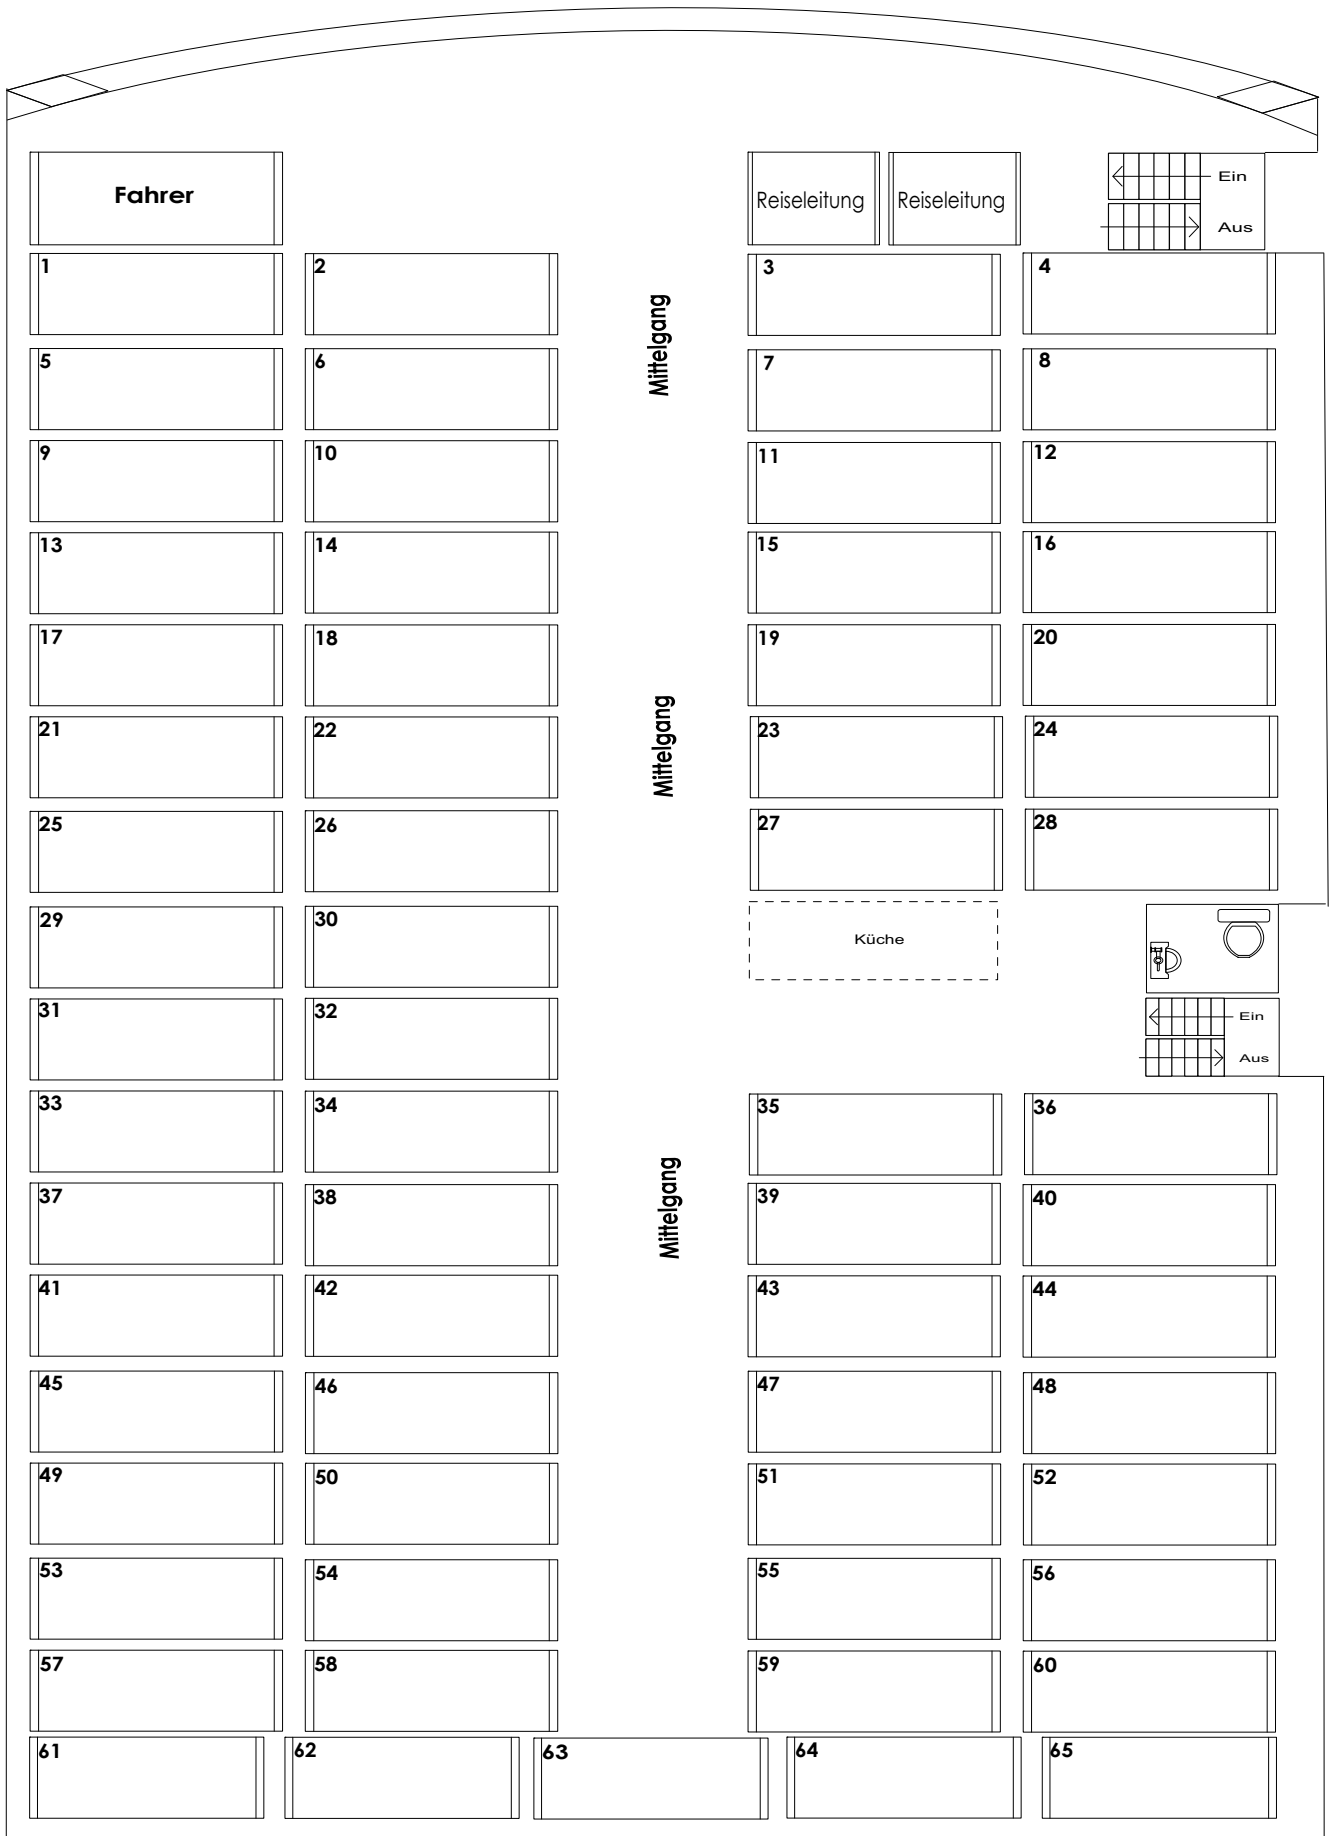 Fahrer
Reiseleitung Reiseleitung
Ein
Aus
1 2 3 4
Mittelgang
5 6 7 8
9 10 11 12
13 14 15 16
17 18 19 20
Mittelgang
21 22 23 24
25 26 27 28
29 30
Küche
31 32
Ein
Aus
33 34 35 36
Mittelgang
37 38 39 40
41 42 43 44
45 46 47 48
49 50 51 52
53 54 55 56
57 58 59 60
61 62 63 64 65